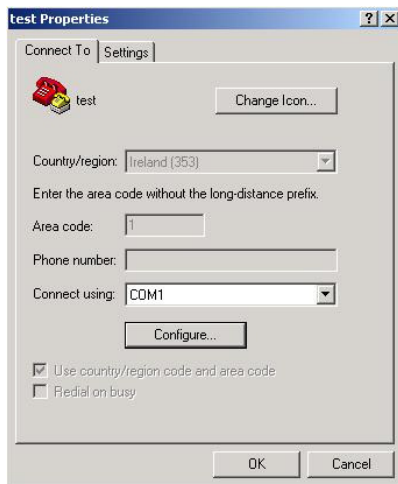 test Properties
Connect To Settings
test
Change Icon...
Country/region: Ireland (353)
Enter the area code without the long-distance prefix.
Area code: 1
Phone number:
Connect using: COM1
Configure...
Use country/region code and area code
Redial on busy
OK Cancel